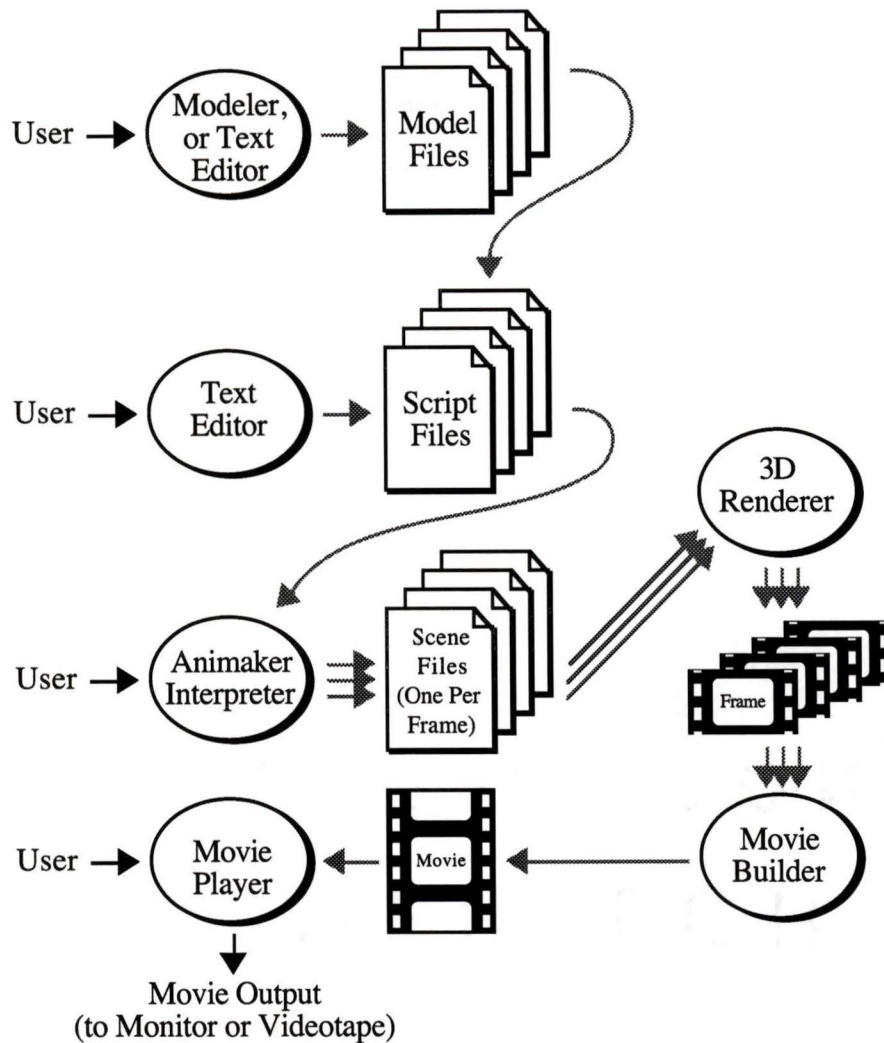 User
Modeler,
or Text
Editor
Model
Files
User
Text
Editor
Script
Files
3D
Renderer
User
Animaker
Interpreter
Scene
Files
(One Per
Frame)
Frame
User
Movie
Player
Movie
Movie
Builder
Movie Output
(to Monitor or Videotape)